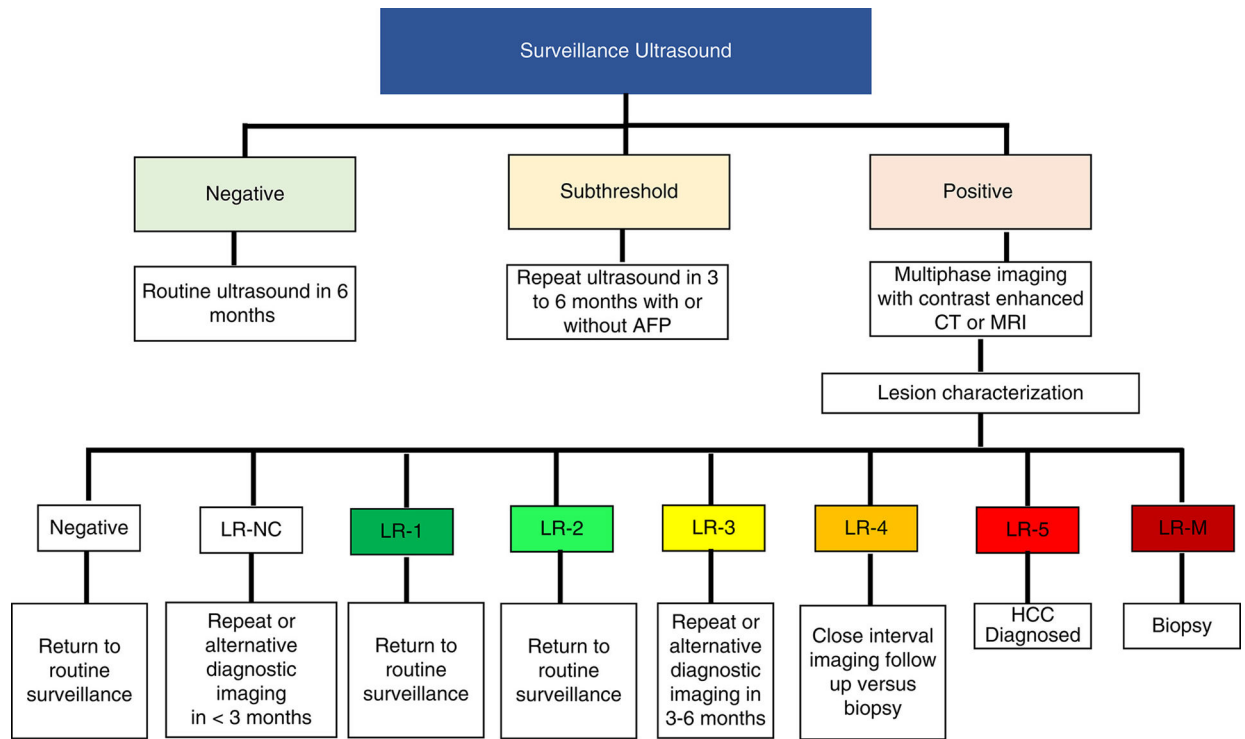 Surveillance Ultrasound
Negative
Subthreshold
Positive
Routine ultrasound in 6
months
Repeat ultrasound in 3
to 6 months with or
without AFP
Multiphase imaging
with contrast enhanced
CT or MRI
Lesion characterization
Negative
LR-NC
LR-1
LR-2
LR-3
LR-4
LR-5
LR-M
Return to
routine
surveillance
Repeat or
alternative
diagnostic
imaging
in < 3 months
Return to
routine
surveillance
Return to
routine
surveillance
Repeat or
alternative
diagnostic
imaging in
3-6 months
Close interval
imaging follow
up versus
biopsy
HCC
Diagnosed
Biopsy